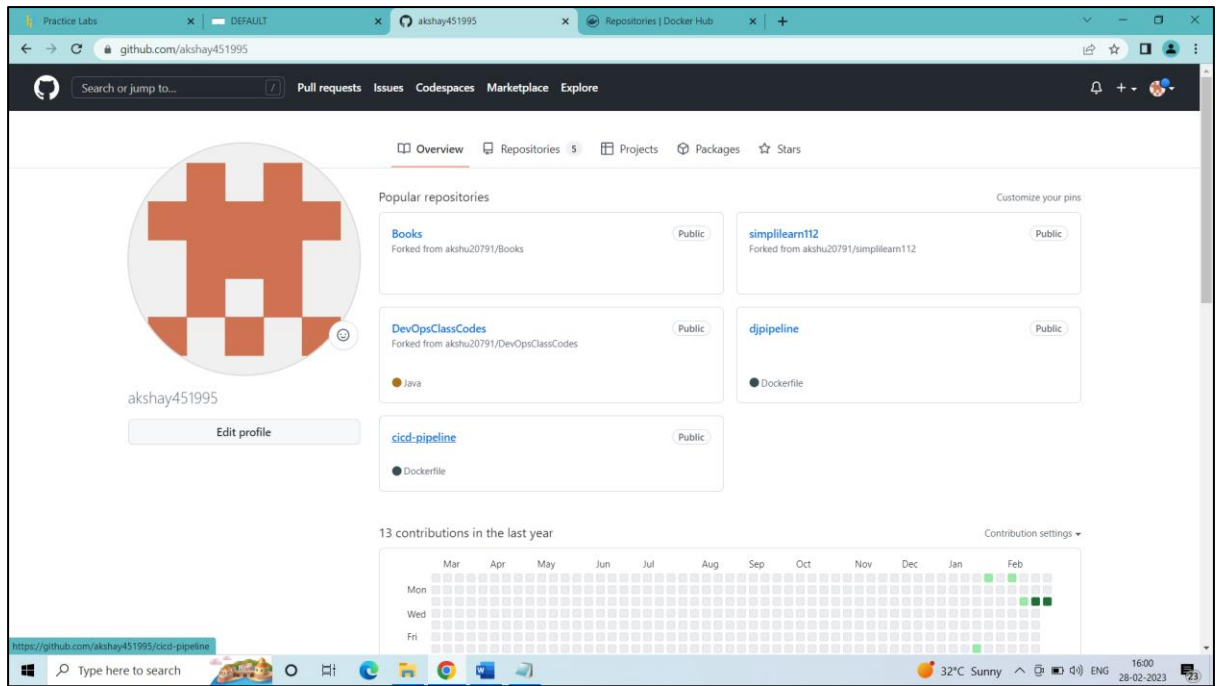 Practice Labs
DEFAULT
akshay451995
Repositories | Docker Hub
github.com/akshay451995
Search or jump to...
/
Pull requests Issues Codespaces Marketplace Explore
Overview Repositories 5 Projects Packages Stars
Popular repositories
Customize your pins
Books
Public
Forked from akshu20791/Books
simplilearn112
Public
Forked from akshu20791/simplilearn112
DevOpsClassCodes
Public
Forked from akshu20791/DevOpsClassCodes
Java
djpipeline
Public
Dockerfile
akshay451995
Edit profile
cicd-pipeline
Public
Dockerfile
13 contributions in the last year
Contribution settings
Mar Apr May Jun Jul Aug Sep Oct Nov Dec Jan Feb
Mon
Wed
Fri
https://github.com/akshay451995/cicd-pipeline
Type here to search
32°C Sunny
ENG
16:00
28-02-2023
23